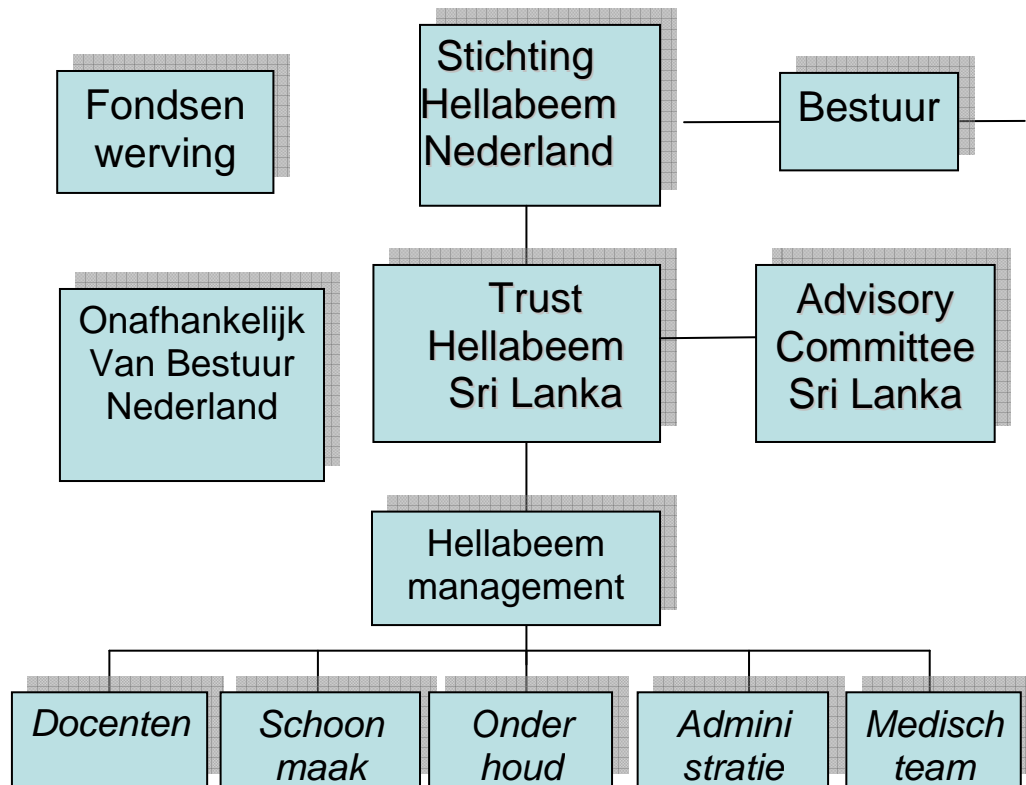 Fondsen
werving
Stichting
Hellabeem
Nederland
Bestuur
Onafhankelijk
Van Bestuur
Nederland
Trust
Hellabeem
Sri Lanka
Advisory
Committee
Sri Lanka
Hellabeem
management
Docenten
Schoon
maak
Onder
houd
Admini
stratie
Medisch
team